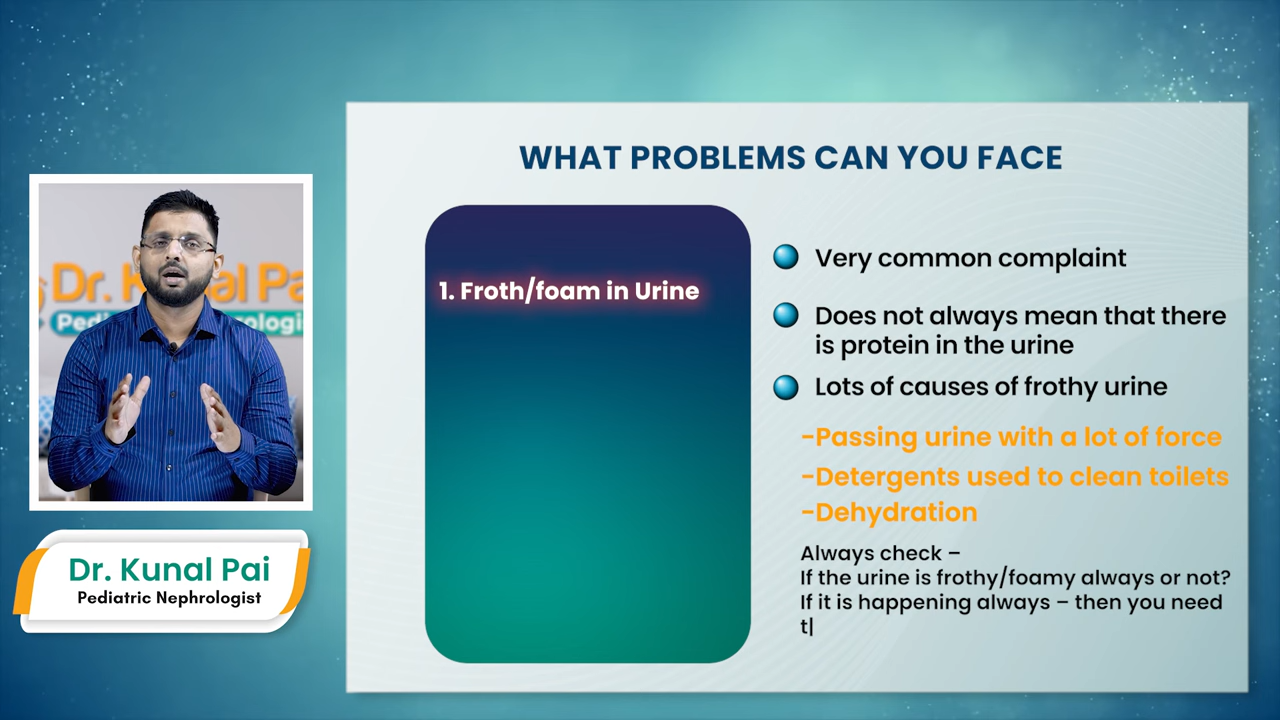 WHAT PROBLEMS CAN YOU FACE
1. Froth/foam in Urine
Very common complaint
Does not always mean that there
is protein in the urine
Lots of causes of frothy urine
-Passing urine with a lot of force
-Detergents used to clean toilets
-Dehydration
Always check –
If the urine is frothy/foamy always or not?
If it is happening always – then you need
t|
Dr. Kunal Pai
Pediatric Nephrologist